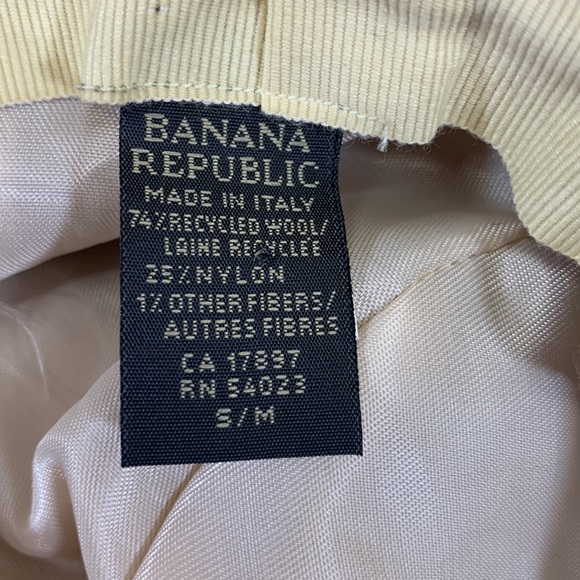 BANANA
REPUBLIC
MADE IN ITALY
74% RECYCLED WOOL/
LAINE RECYCLÉE
25% NYLON
1% OTHER FIBERS/
AUTRES FIBRES
CA 17897
RN 54023
S/M